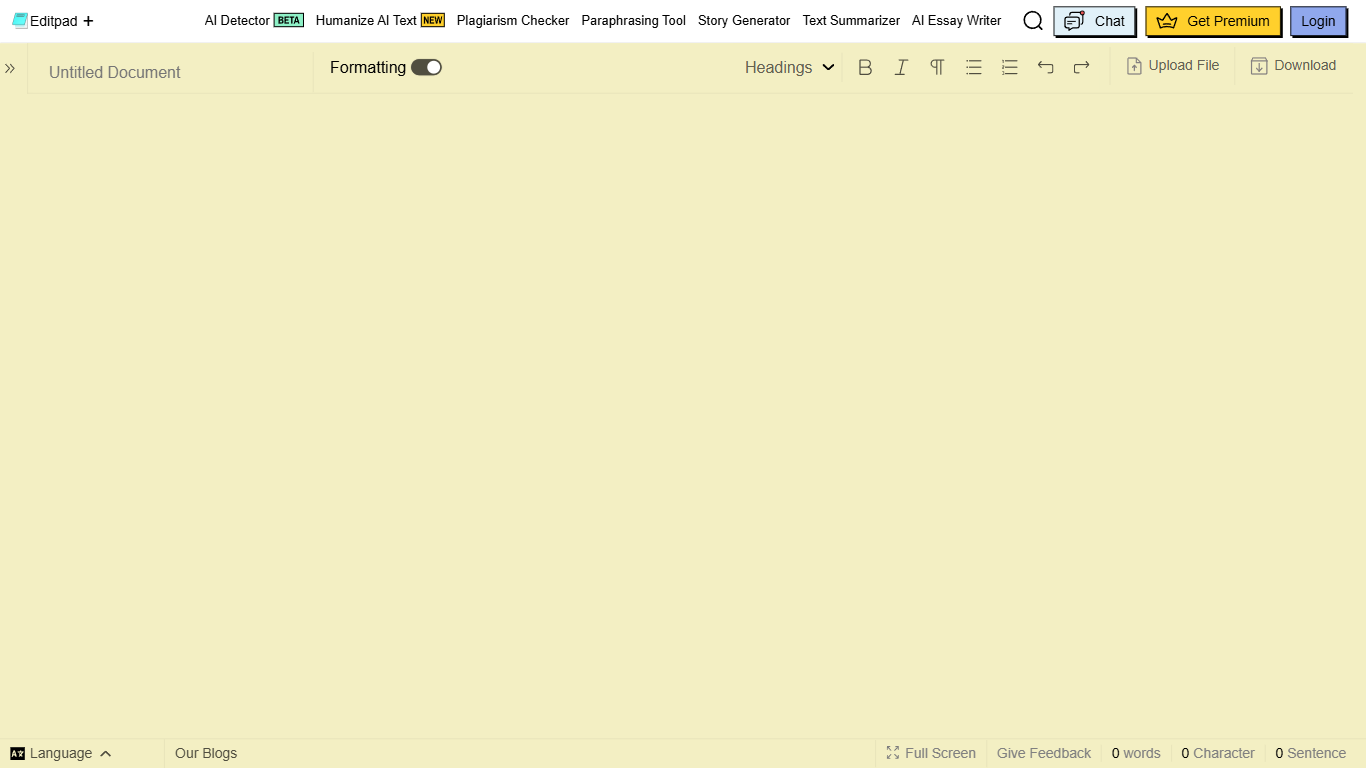 Editpad + AI Detector BETA Humanize AI Text NEW Plagiarism Checker Paraphrasing Tool Story Generator Text Summarizer AI Essay Writer Chat Get Premium Login
Untitled Document Formatting Headings Upload File Download
Language Our Blogs Full Screen Give Feedback 0 words 0 Character 0 Sentence